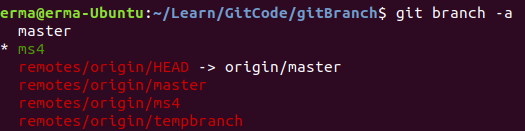 erma@erma-Ubuntu:~/Learn/GitCode/gitBranch$ git branch -a
  master
* ms4
  remotes/origin/HEAD -> origin/master
  remotes/origin/master
  remotes/origin/ms4
  remotes/origin/tempbranch